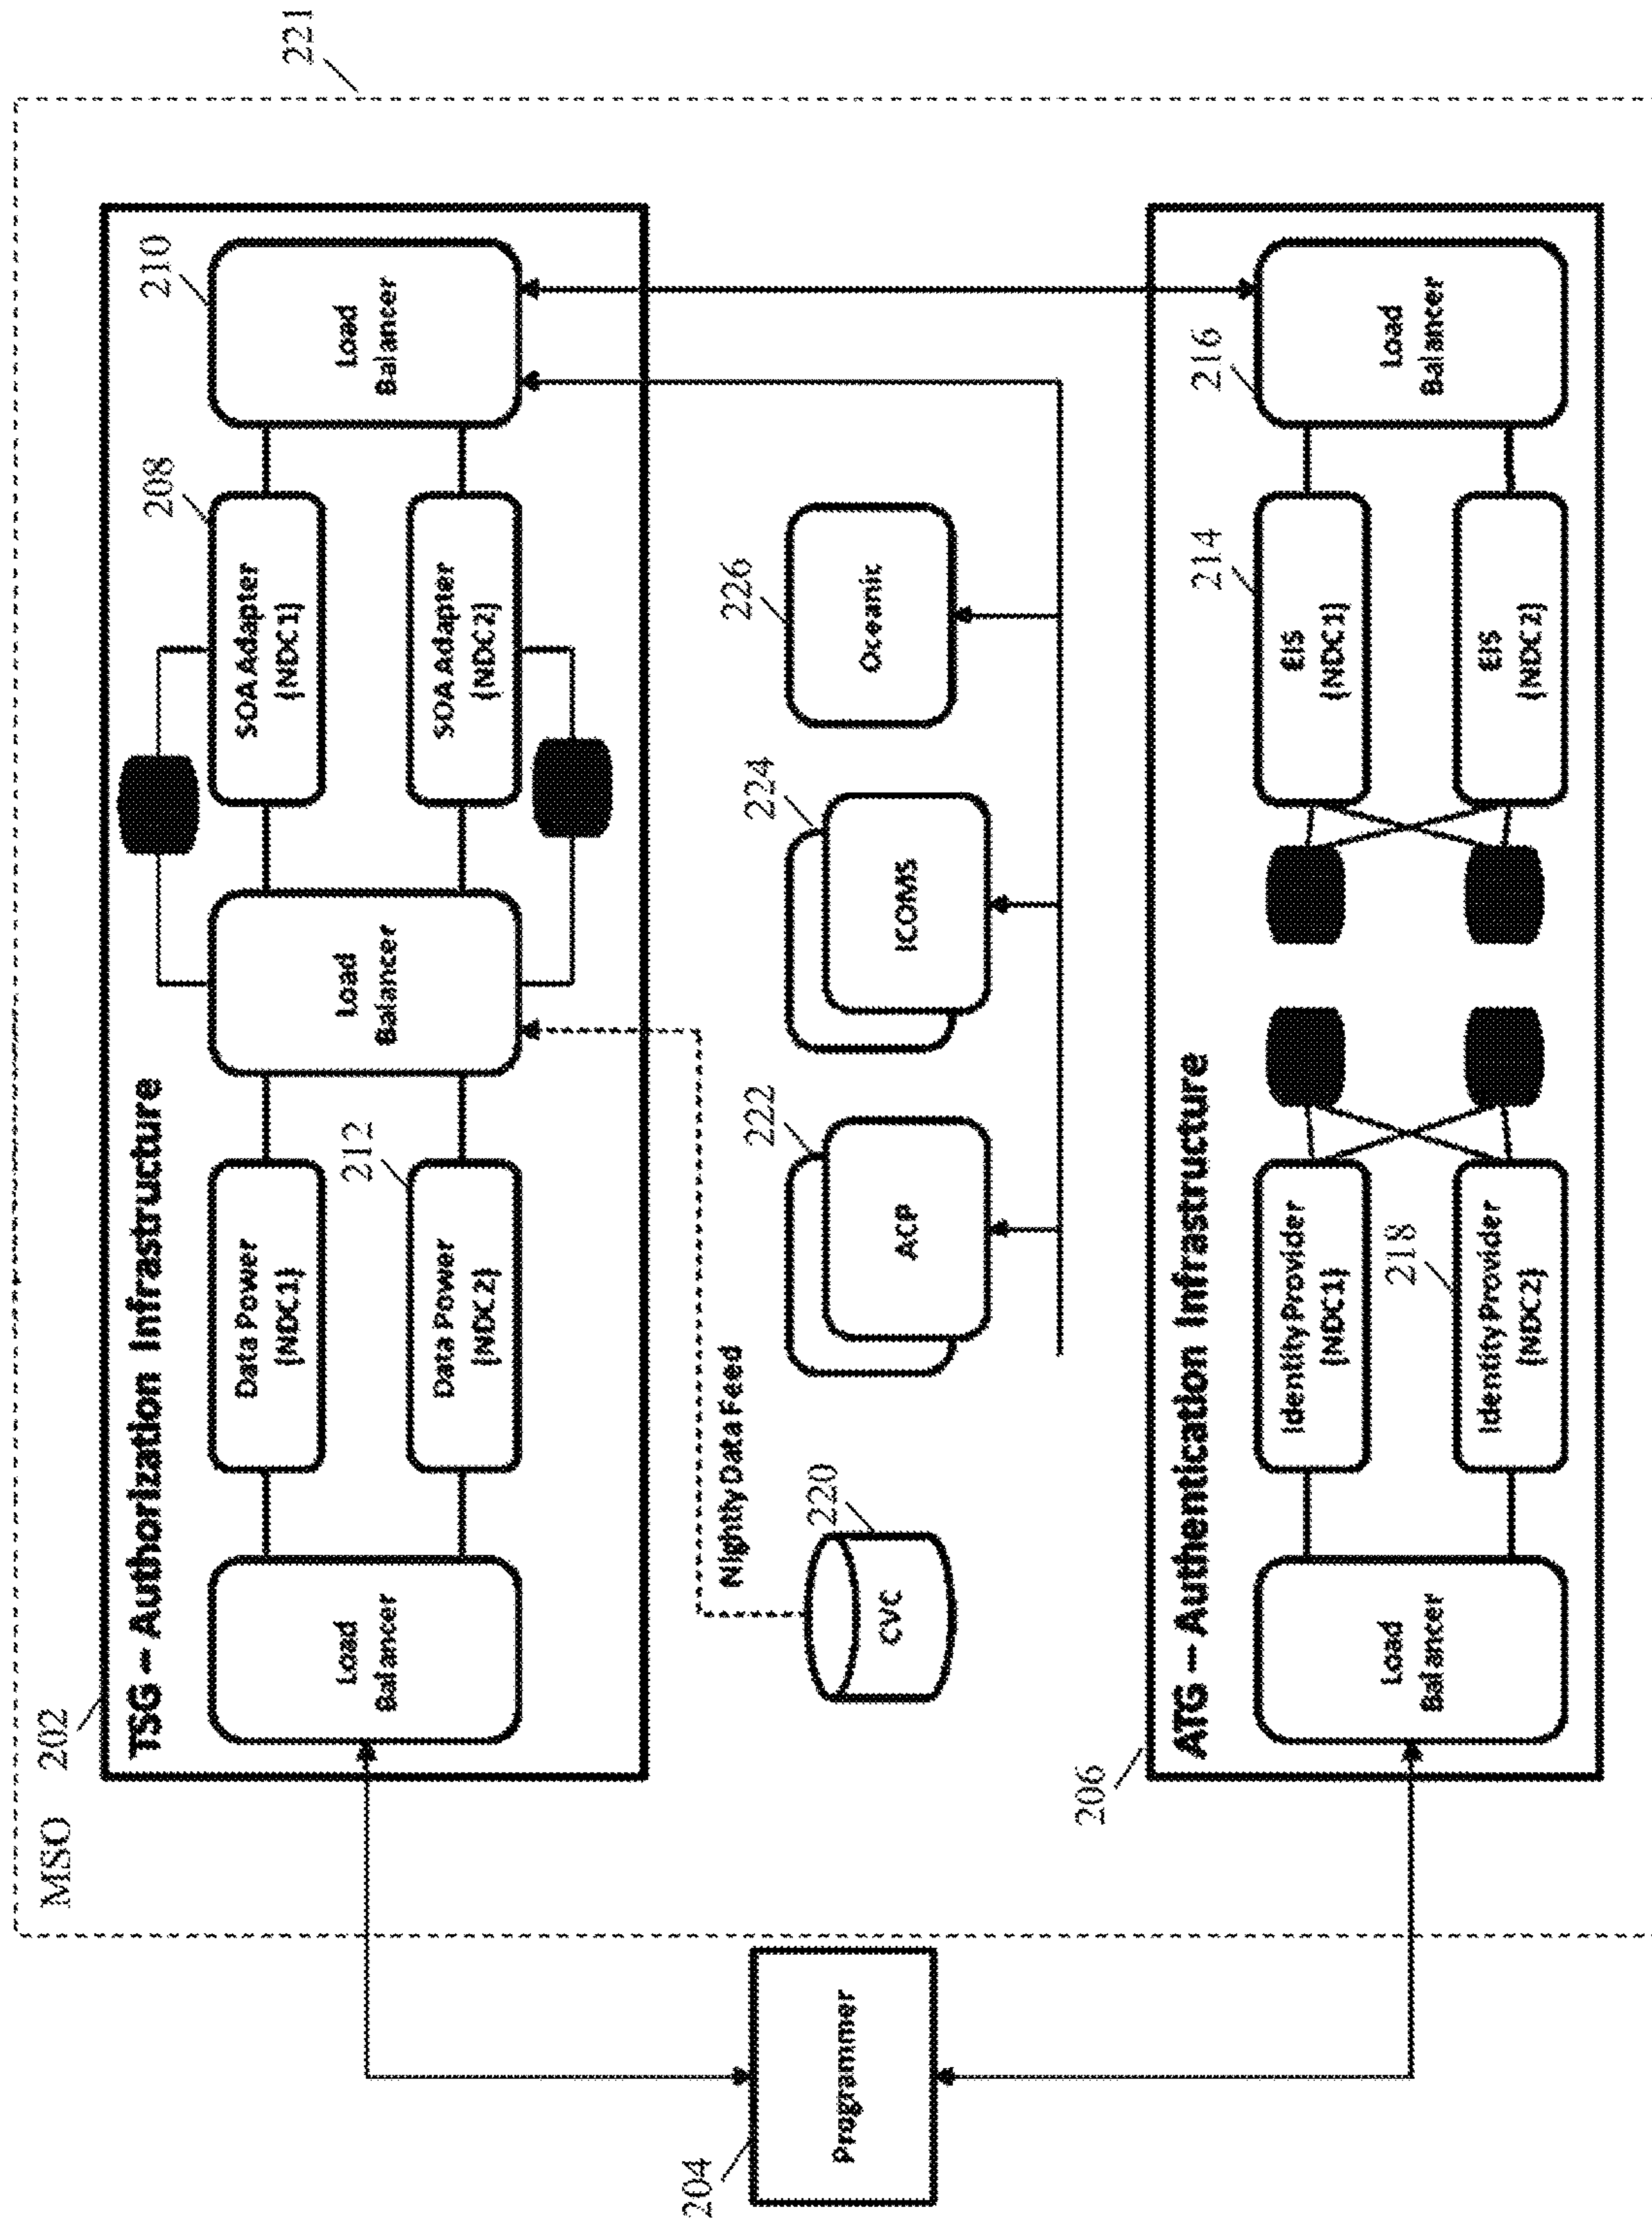 221
MSO
202
TSG – Authorization Infrastructure
210
208
Load
Balancer
Data Power
[NDC1]
Data Power
[NDC2]
212
Load
Balancer
SOA Adapter
[NDC1]
SOA Adapter
[NDC2]
Load
Balancer
Nightly Data Feed
220
CVC
222
ACP
224
ICOMS
226
Oceanic
204
Programmer
206
ATG – Authentication Infrastructure
Load
Balancer
Identity Provider
[NDC1]
218
Identity Provider
[NDC2]
214
EIS
[NDC1]
EIS
[NDC2]
216
Load
Balancer